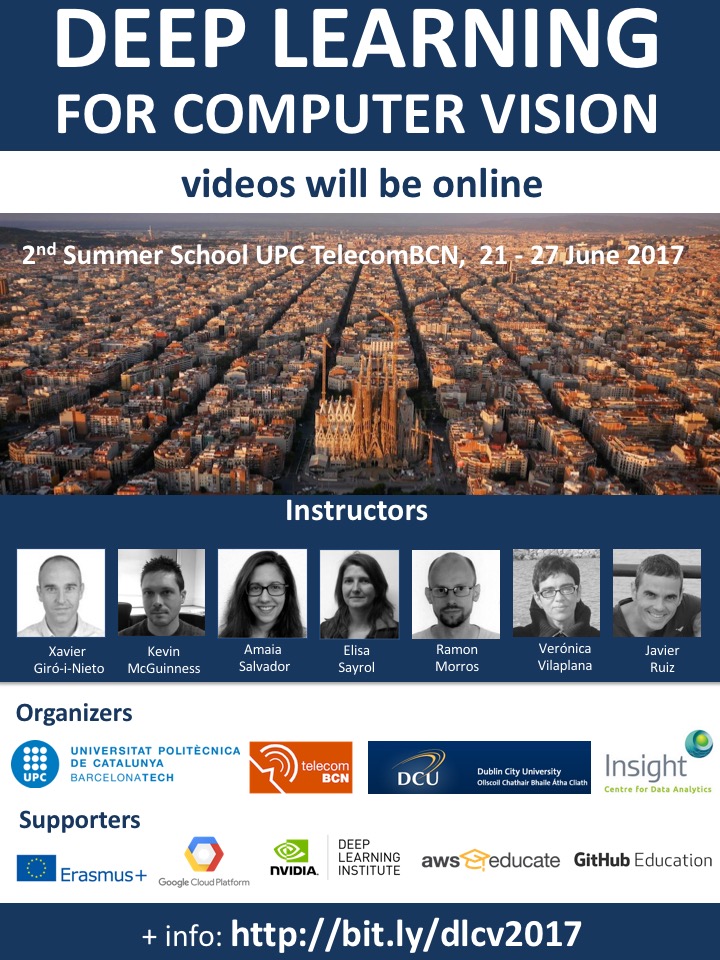 DEEP LEARNING
FOR COMPUTER VISION
videos will be online
2nd Summer School UPC TelecomBCN, 21 - 27 June 2017
Instructors
Xavier
Giró-i-Nieto
Kevin
McGuinness
Amaia
Salvador
Elisa
Sayrol
Ramon
Morros
Verónica
Vilaplana
Javier
Ruiz
Organizers
UPC
UNIVERSITAT POLITÈCNICA
DE CATALUNYA
BARCELONATECH
telecom
BCN
DCU
Dublin City University
Ollscoil Chathair Bhaile Átha Cliath
Insight
Centre for Data Analytics
Supporters
Erasmus+
Google Cloud Platform
NVIDIA.
DEEP
LEARNING
INSTITUTE
aws educate
GitHub Education
+ info: http://bit.ly/dlcv2017